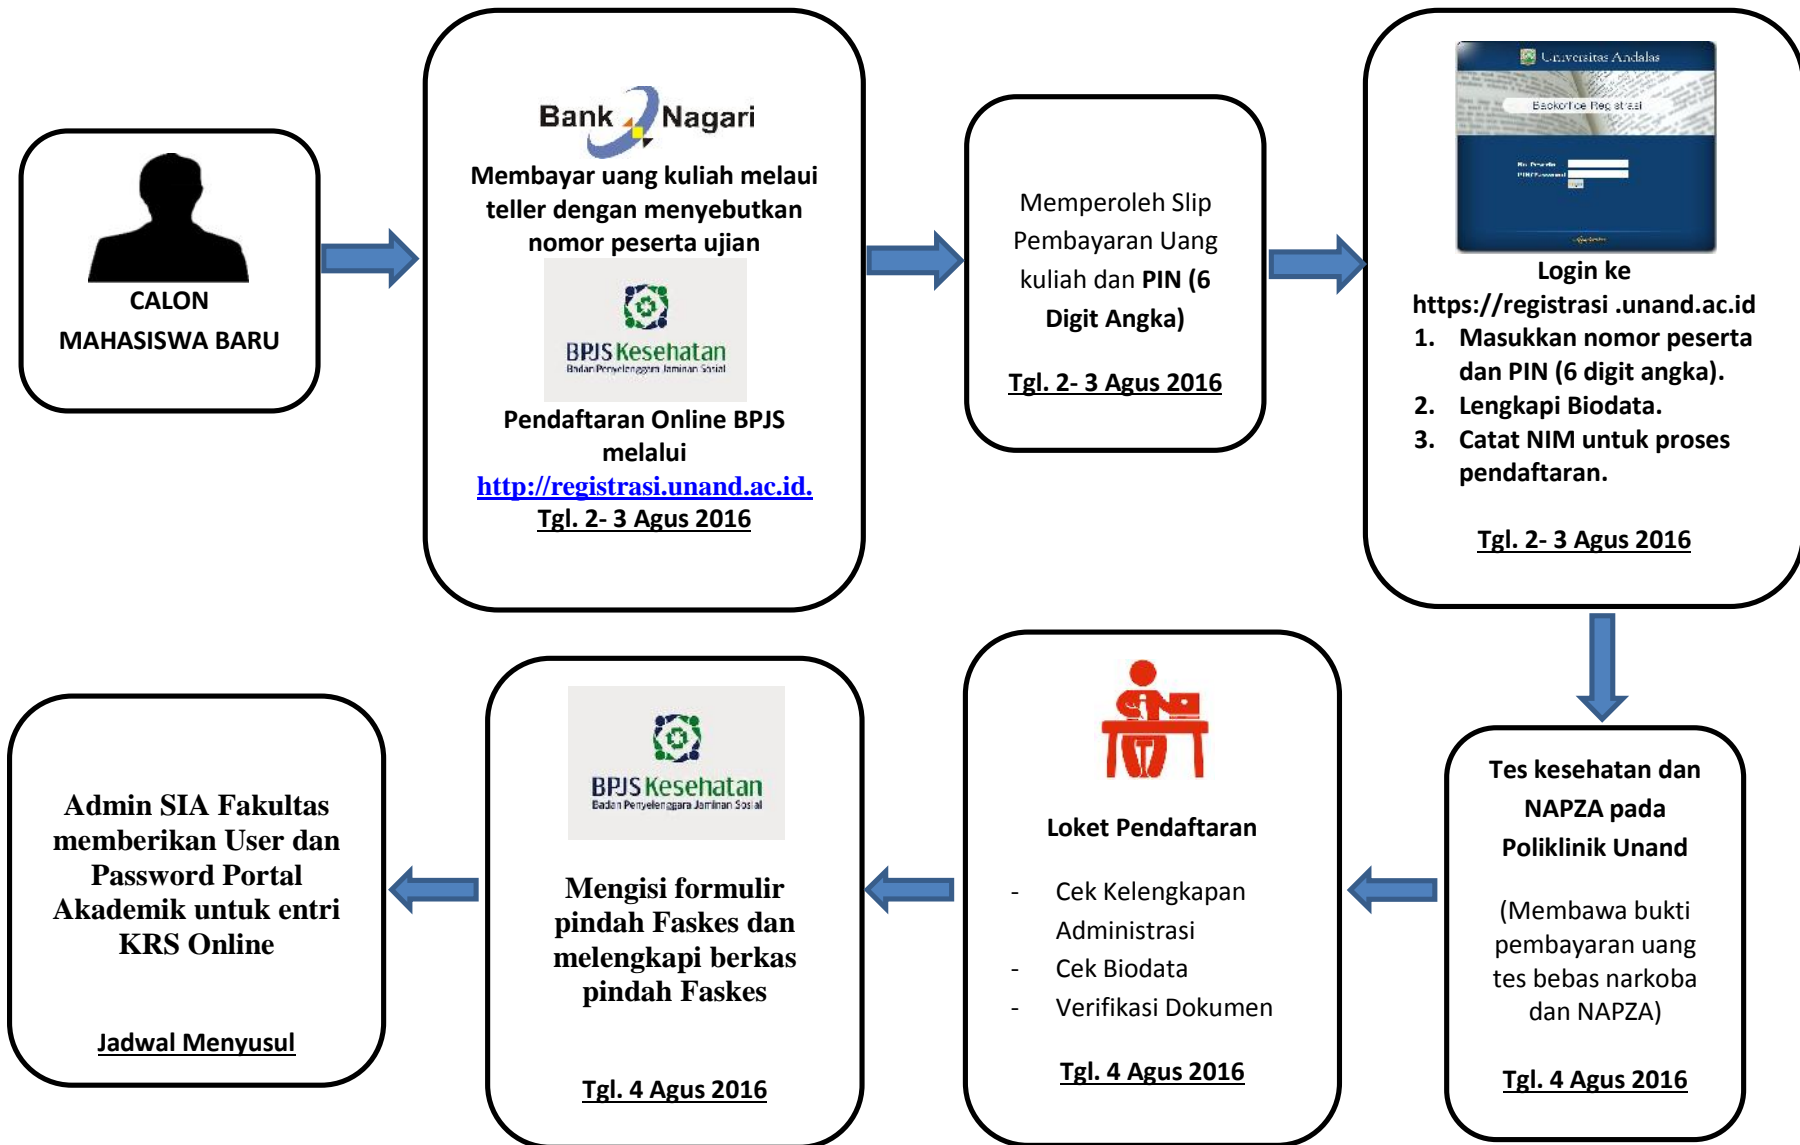 CALON
MAHASISWA BARU
Bank Nagari
Membayar uang kuliah melaui
teller dengan menyebutkan
nomor peserta ujian
BPJS Kesehatan
Badan Penyelenggara Jaminan Sosial
Pendaftaran Online BPJS
melalui
http://registrasi.unand.ac.id.
Tgl. 2- 3 Agus 2016
Memperoleh Slip
Pembayaran Uang
kuliah dan PIN (6
Digit Angka)
Tgl. 2- 3 Agus 2016
Universitas Andalas
Backoffice Registrasi
Login ke
https://registrasi .unand.ac.id
1. Masukkan nomor peserta
dan PIN (6 digit angka).
2. Lengkapi Biodata.
3. Catat NIM untuk proses
pendaftaran.
Tgl. 2- 3 Agus 2016
Tes kesehatan dan
NAPZA pada
Poliklinik Unand
(Membawa bukti
pembayaran uang
tes bebas narkoba
dan NAPZA)
Tgl. 4 Agus 2016
Loket Pendaftaran
- Cek Kelengkapan
Administrasi
- Cek Biodata
- Verifikasi Dokumen
Tgl. 4 Agus 2016
BPJS Kesehatan
Badan Penyelenggara Jaminan Sosial
Mengisi formulir
pindah Faskes dan
melengkapi berkas
pindah Faskes
Tgl. 4 Agus 2016
Admin SIA Fakultas
memberikan User dan
Password Portal
Akademik untuk entri
KRS Online
Jadwal Menyusul